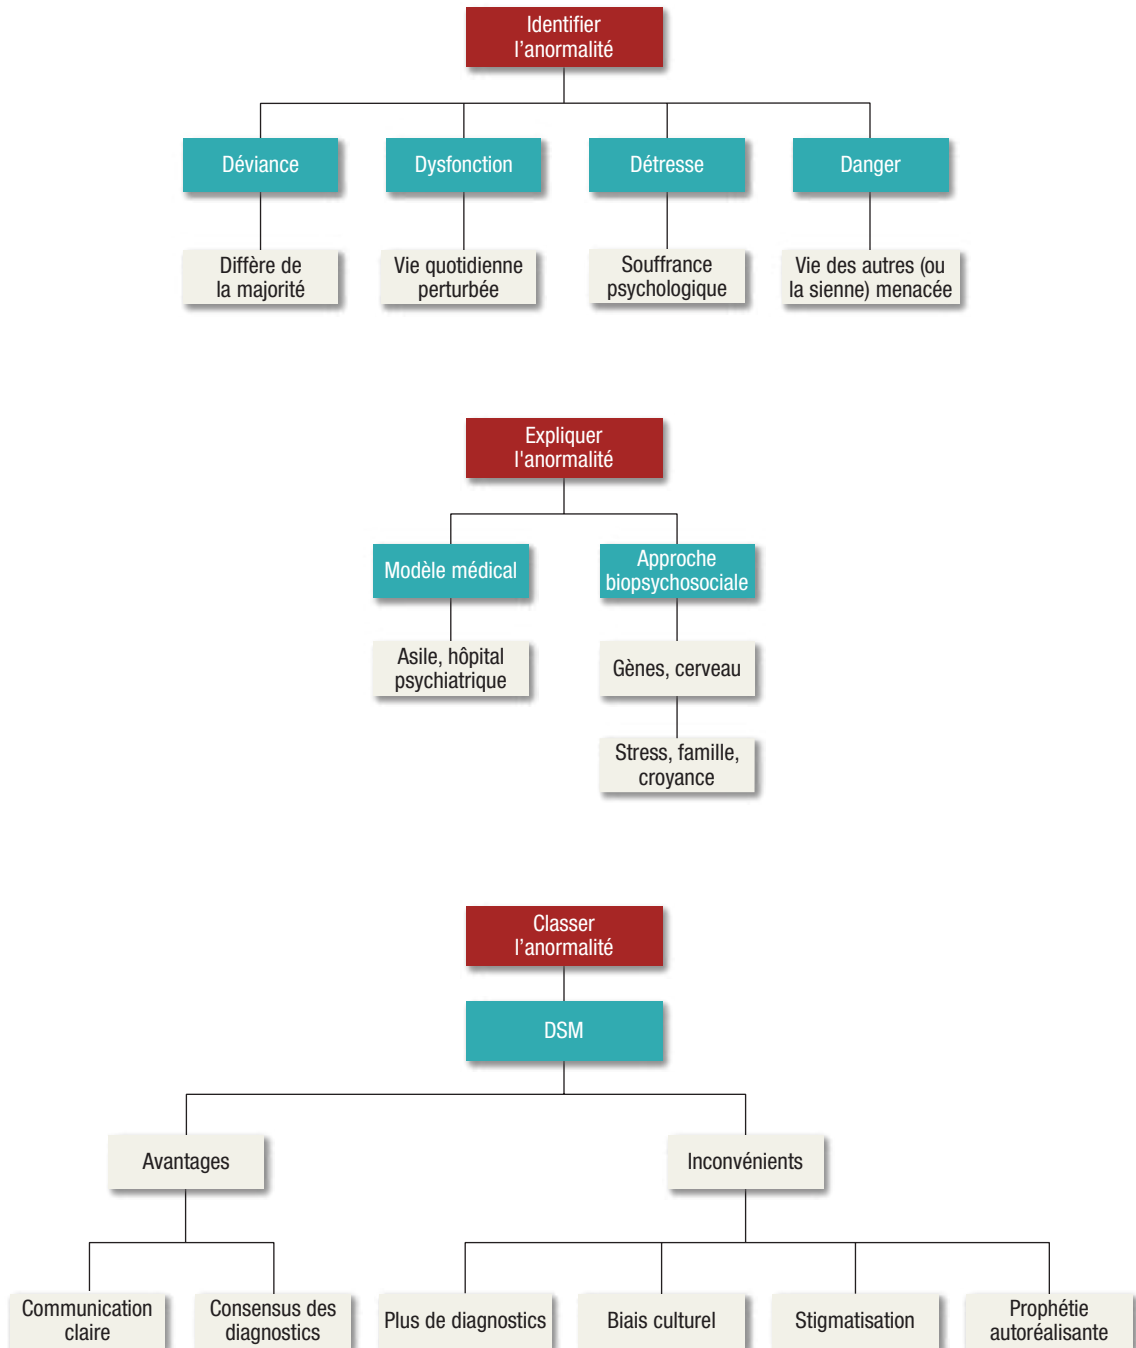 Identifier
l’anormalité
Déviance
Dysfonction
Détresse
Danger
Diffère de
la majorité
Vie quotidienne
perturbée
Souffrance
psychologique
Vie des autres (ou
la sienne) menacée
Expliquer
l'anormalité
Modèle médical
Approche
biopsychosociale
Asile, hôpital
psychiatrique
Gènes, cerveau
Stress, famille,
croyance
Classer
l’anormalité
DSM
Avantages
Inconvénients
Communication
claire
Consensus des
diagnostics
Plus de diagnostics
Biais culturel
Stigmatisation
Prophétie
autoréalisante